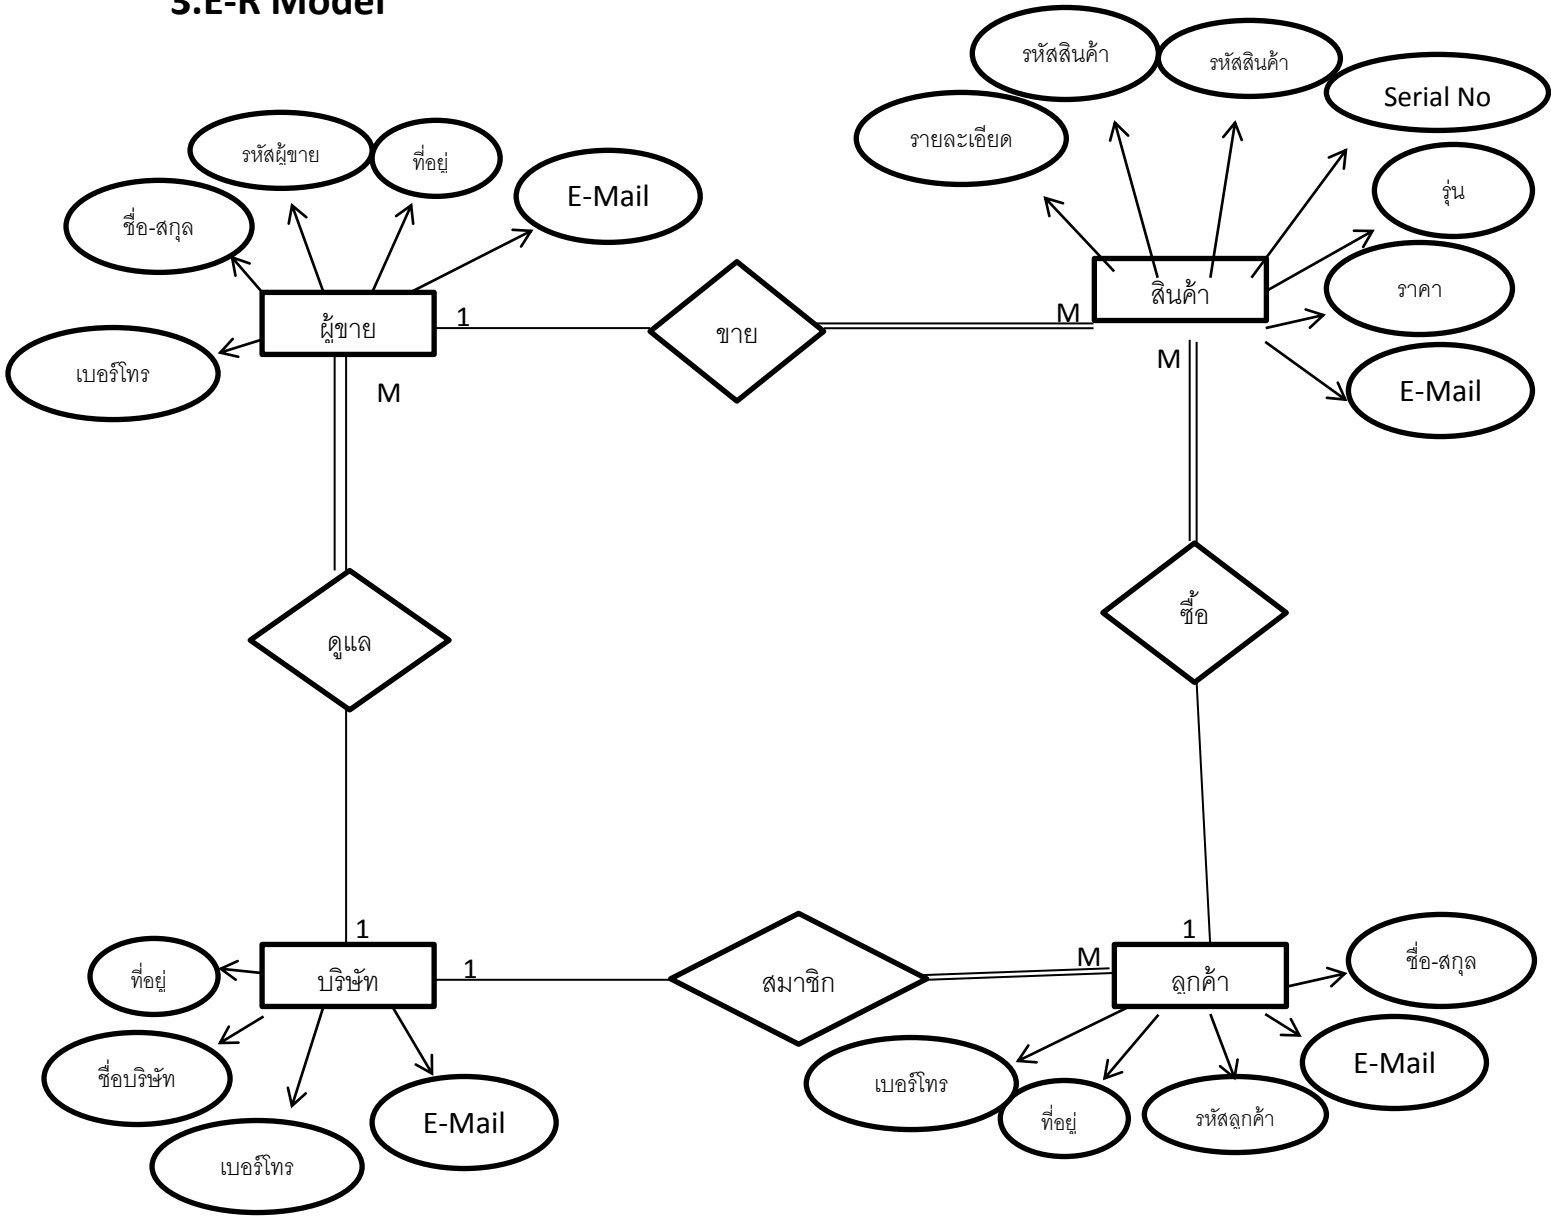 3.E-R Model
รหัสสินค้า
รหัสสินค้า
Serial No
รายละเอียด
รหัสผู้ขาย
ที่อยู่
E-Mail
รุ่น
ชื่อ-สกุล
สินค้า
ราคา
ผู้ขาย
1
ขาย
M
M
เบอร์โทร
M
E-Mail
ซื้อ
ดูแล
1
1
ที่อยู่
บริษัท
1
สมาชิก
M
ลูกค้า
ชื่อ-สกุล
ชื่อบริษัท
เบอร์โทร
E-Mail
E-Mail
ที่อยู่
รหัสลูกค้า
เบอร์โทร